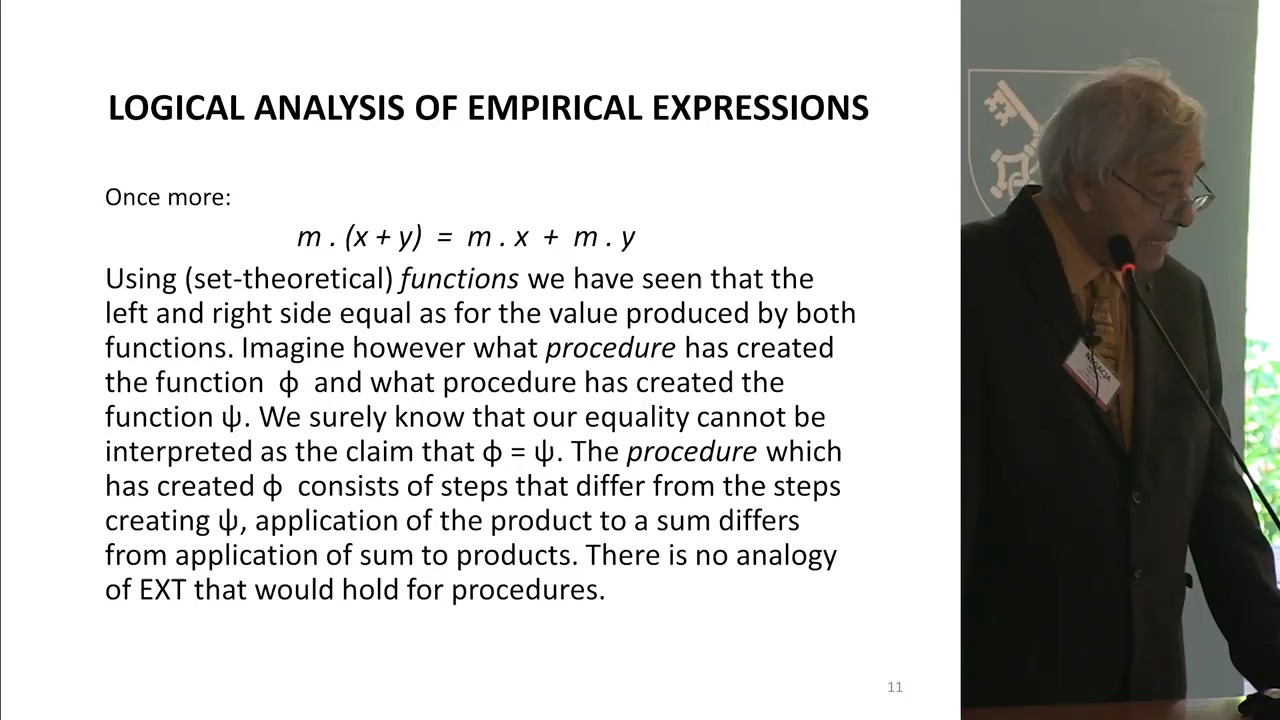 LOGICAL ANALYSIS OF EMPIRICAL EXPRESSIONS
Once more:
m . (x + y) = m . x + m . y
Using (set-theoretical) functions we have seen that the
left and right side equal as for the value produced by both
functions. Imagine however what procedure has created
the function ϕ and what procedure has created the
function ψ. We surely know that our equality cannot be
interpreted as the claim that ϕ = ψ. The procedure which
has created ϕ consists of steps that differ from the steps
creating ψ, application of the product to a sum differs
from application of sum to products. There is no analogy
of EXT that would hold for procedures.
11